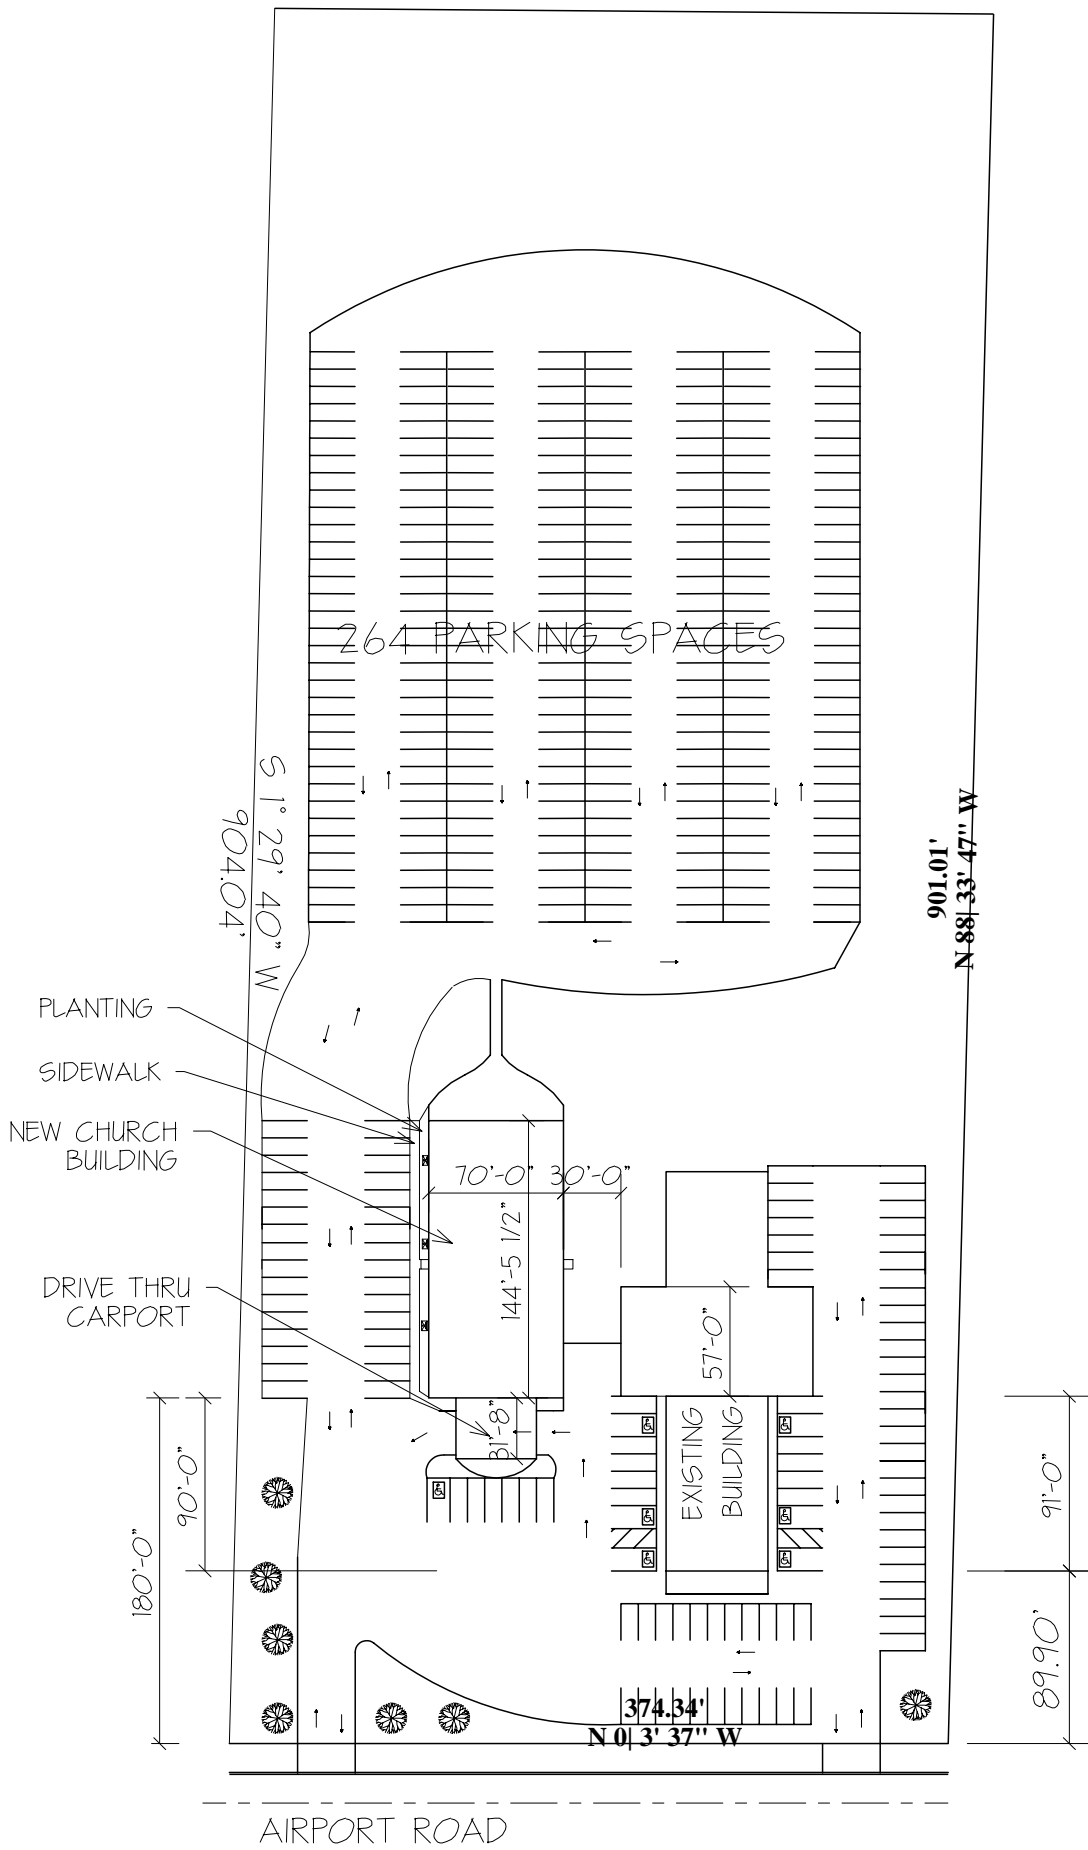 264 PARKING SPACES
S 1° 29' 40" W
904.04'
901.01'
N 88| 33' 47" W
PLANTING
SIDEWALK
NEW CHURCH
BUILDING
70'-0"
30'-0"
144'-5 1/2"
DRIVE THRU
CARPORT
57'-0"
31'-8"
EXISTING
BUILDING
90'-0"
180'-0"
91'-0"
89.90'
374.34'
N 0| 3' 37" W
AIRPORT ROAD